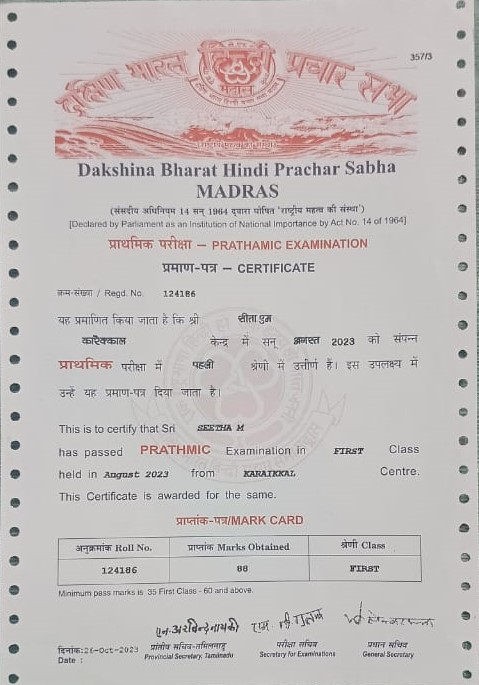 दक्षिण भारत हिन्दी प्रचार सभा
मद्रास
357/3
(राष्ट्रीय महत्व की संस्था)
Dakshina Bharat Hindi Prachar Sabha
MADRAS
(संसदीय अधिनियम 14 सन् 1964 द्वारा घोषित 'राष्ट्रीय महत्व की संस्था')
[Declared by Parliament as an Institution of National Importance by Act No. 14 of 1964]
प्राथमिक परीक्षा – PRATHAMIC EXAMINATION
प्रमाण-पत्र – CERTIFICATE
क्रम-संख्या / Regd. No. 124186
यह प्रमाणित किया जाता है कि श्री सीता एम
कारैक्काल केन्द्र में सन् अगस्त 2023 को संपन्न
प्राथमिक परीक्षा में पहली श्रेणी में उत्तीर्ण हैं। इस उपलक्ष्य में
उन्हें यह प्रमाण-पत्र दिया जाता है।
This is to certify that Sri SEETHA M
has passed PRATHMIC Examination in FIRST Class
held in August 2023 from KARAIKKAL Centre.
This Certificate is awarded for the same.
प्राप्तांक-पत्र/MARK CARD
अनुक्रमांक Roll No. प्राप्तांक Marks Obtained श्रेणी Class
124186 88 FIRST
Minimum pass marks is 35 First Class - 60 and above.
दिनांक: 26-Oct-2023 प्रांतीय सचिव-तमिलनाडु परीक्षा सचिव प्रधान सचिव
Date : Provincial Secretary, Tamilnadu Secretary for Examinations General Secretary